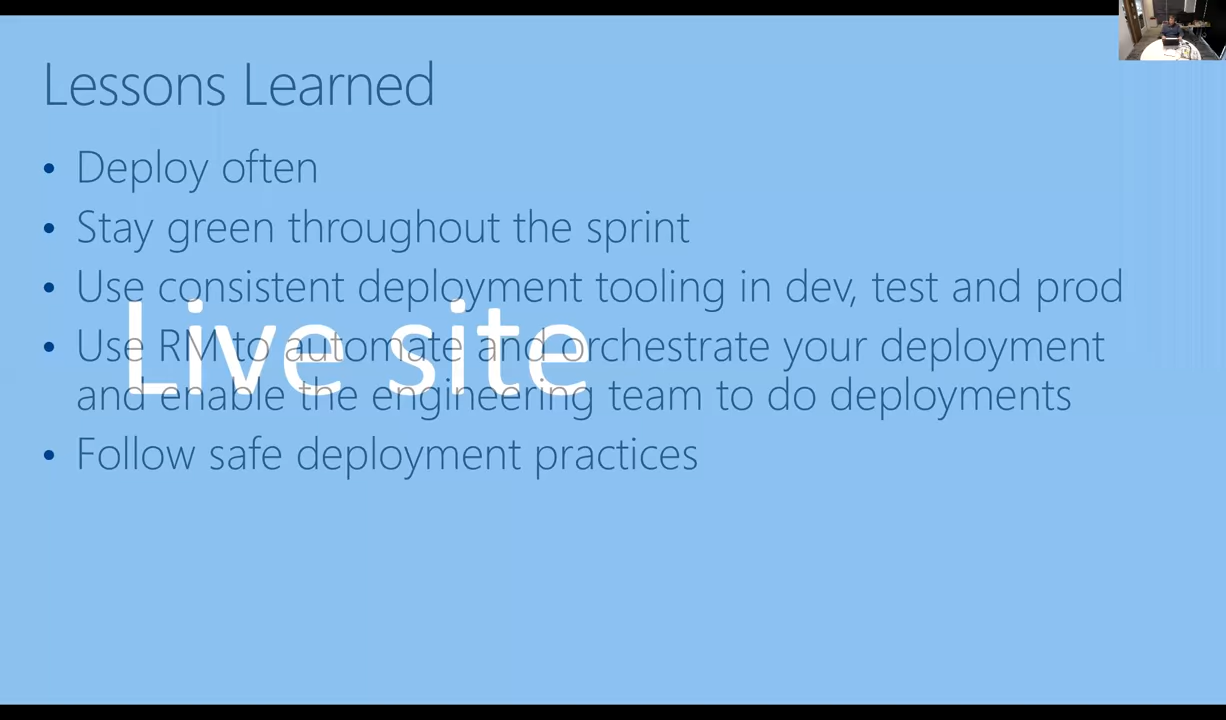 Lessons Learned
• Deploy often
• Stay green throughout the sprint
• Use consistent deployment tooling in dev, test and prod
Live site
• Use RM to automate and orchestrate your deployment
and enable the engineering team to do deployments
• Follow safe deployment practices